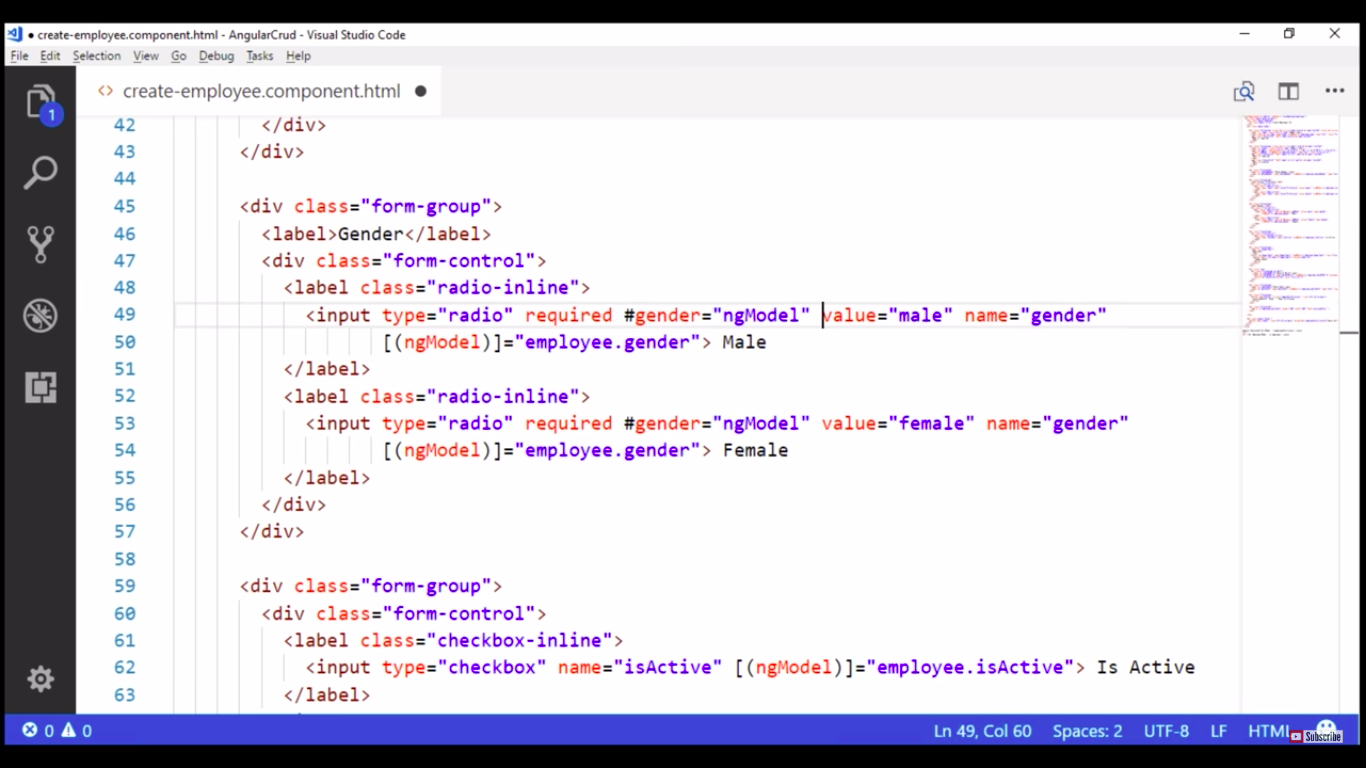 ● create-employee.component.html - AngularCrud - Visual Studio Code
File Edit Selection View Go Debug Tasks Help
<> create-employee.component.html ●
1
42 </div>
43 </div>
44
45 <div class="form-group">
46 <label>Gender</label>
47 <div class="form-control">
48 <label class="radio-inline">
49 <input type="radio" required #gender="ngModel" value="male" name="gender"
50 [(ngModel)]="employee.gender"> Male
51 </label>
52 <label class="radio-inline">
53 <input type="radio" required #gender="ngModel" value="female" name="gender"
54 [(ngModel)]="employee.gender"> Female
55 </label>
56 </div>
57 </div>
58
59 <div class="form-group">
60 <div class="form-control">
61 <label class="checkbox-inline">
62 <input type="checkbox" name="isActive" [(ngModel)]="employee.isActive"> Is Active
63 </label>
0 0 Ln 49, Col 60 Spaces: 2 UTF-8 LF HTML
Subscribe